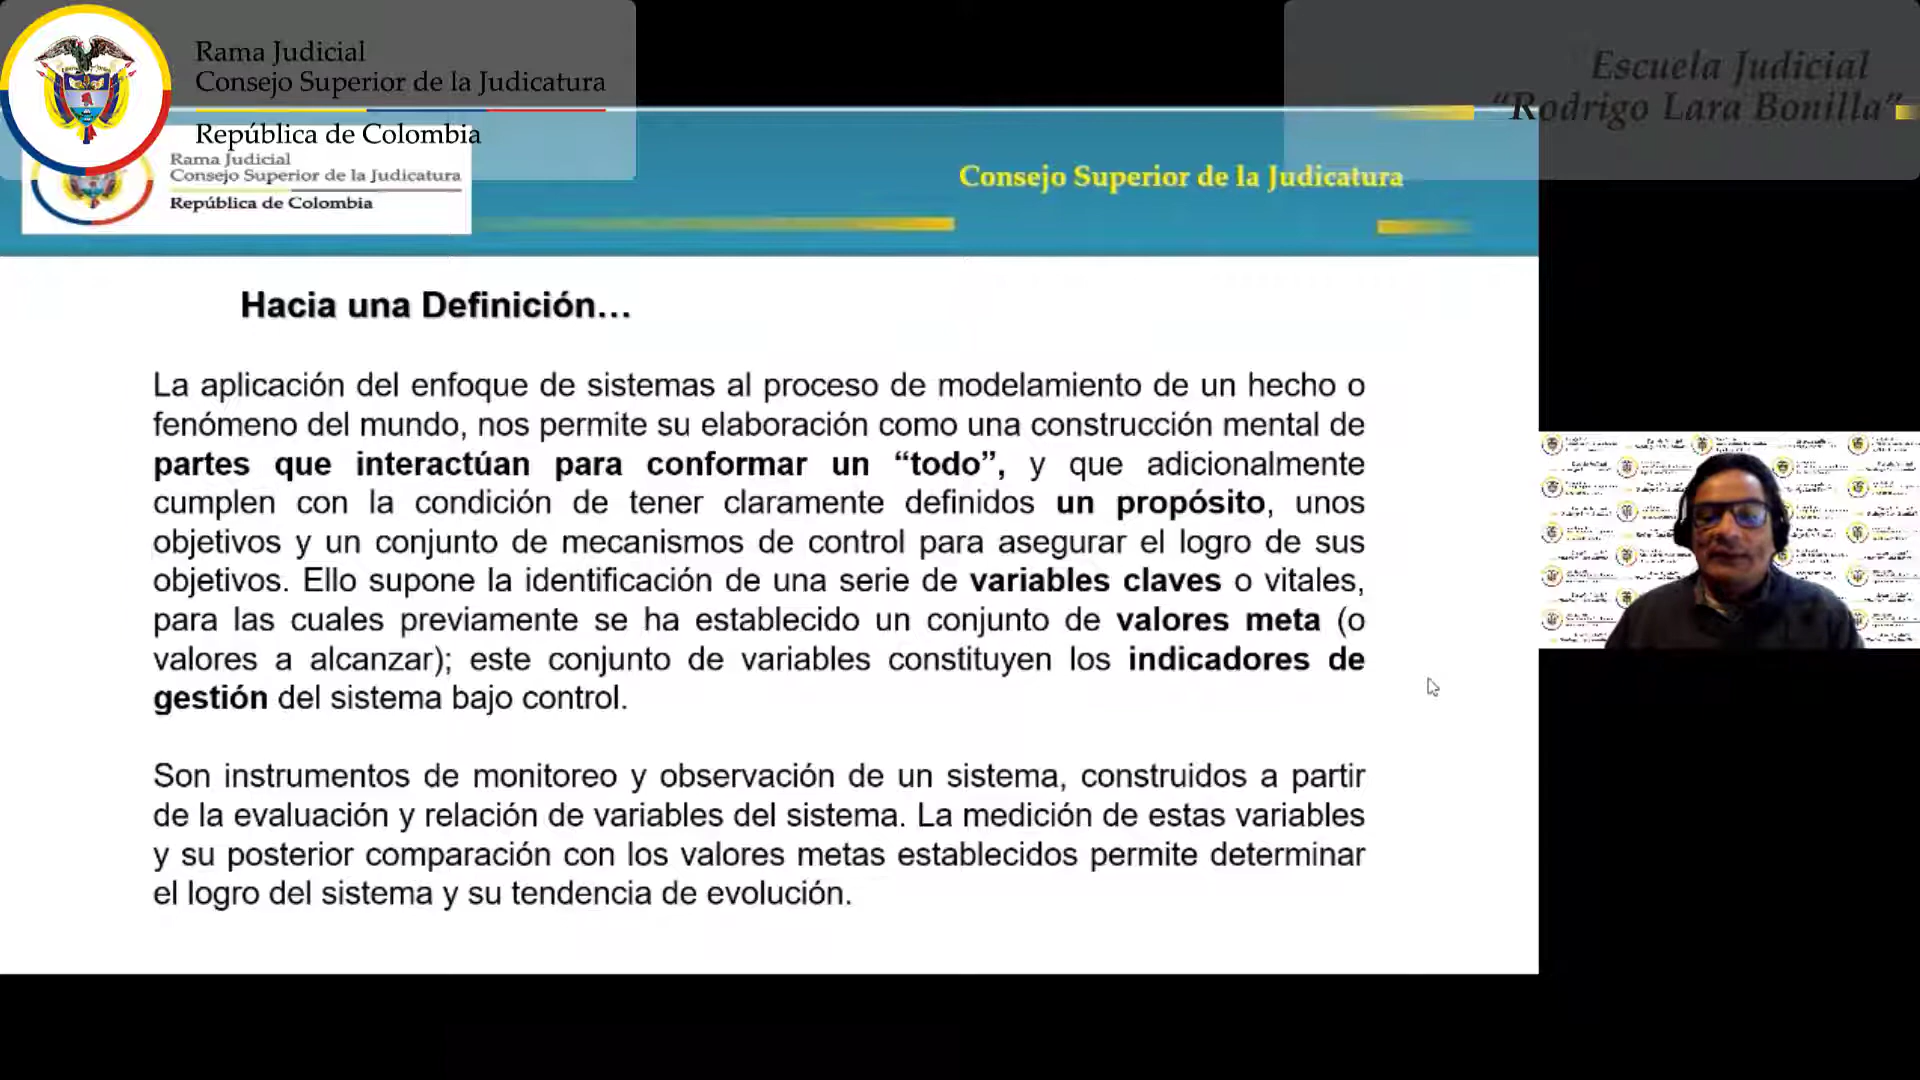 Rama Judicial
Consejo Superior de la Judicatura
República de Colombia
Escuela Judicial
“Rodrigo Lara Bonilla”
Rama Judicial
Consejo Superior de la Judicatura
República de Colombia
Consejo Superior de la Judicatura
Hacia una Definición...
La aplicación del enfoque de sistemas al proceso de modelamiento de un hecho o
fenómeno del mundo, nos permite su elaboración como una construcción mental de
partes que interactúan para conformar un “todo”, y que adicionalmente
cumplen con la condición de tener claramente definidos un propósito, unos
objetivos y un conjunto de mecanismos de control para asegurar el logro de sus
objetivos. Ello supone la identificación de una serie de variables claves o vitales,
para las cuales previamente se ha establecido un conjunto de valores meta (o
valores a alcanzar); este conjunto de variables constituyen los indicadores de
gestión del sistema bajo control.
Son instrumentos de monitoreo y observación de un sistema, construidos a partir
de la evaluación y relación de variables del sistema. La medición de estas variables
y su posterior comparación con los valores metas establecidos permite determinar
el logro del sistema y su tendencia de evolución.